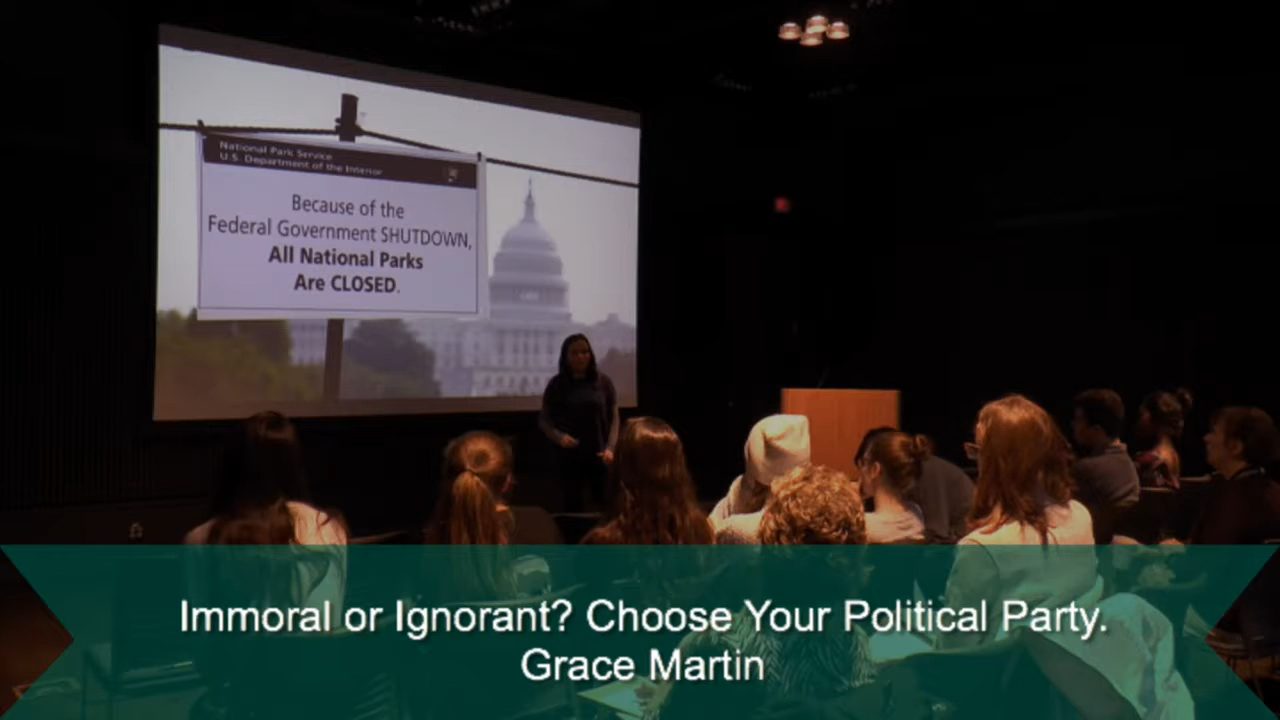 National Park Service
U.S. Department of the Interior
Because of the
Federal Government SHUTDOWN,
All National Parks
Are CLOSED.
Immoral or Ignorant? Choose Your Political Party.
Grace Martin